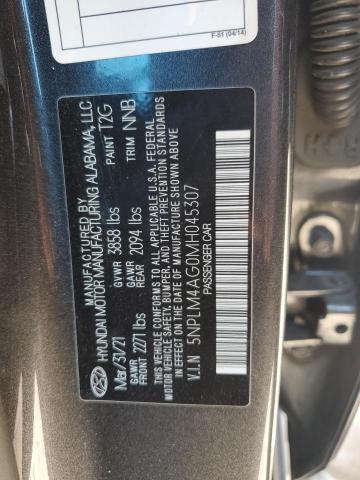 F-51 (04/14)
MANUFACTURED BY
HYUNDAI MOTOR MANUFACTURING ALABAMA, LLC
Mar/31/21 GVWR 3858 lbs PAINT T2G
GAWR FRONT 2271 lbs GAWR REAR 2094 lbs TRIM NNB
THIS VEHICLE CONFORMS TO ALL APPLICABLE U.S.A. FEDERAL
MOTOR VEHICLE SAFETY, BUMPER, AND THEFT PREVENTION STANDARDS
IN EFFECT ON THE DATE OF MANUFACTURE SHOWN ABOVE.
V.I.N 5NPLM4AG0MH045307
PASSENGER CAR